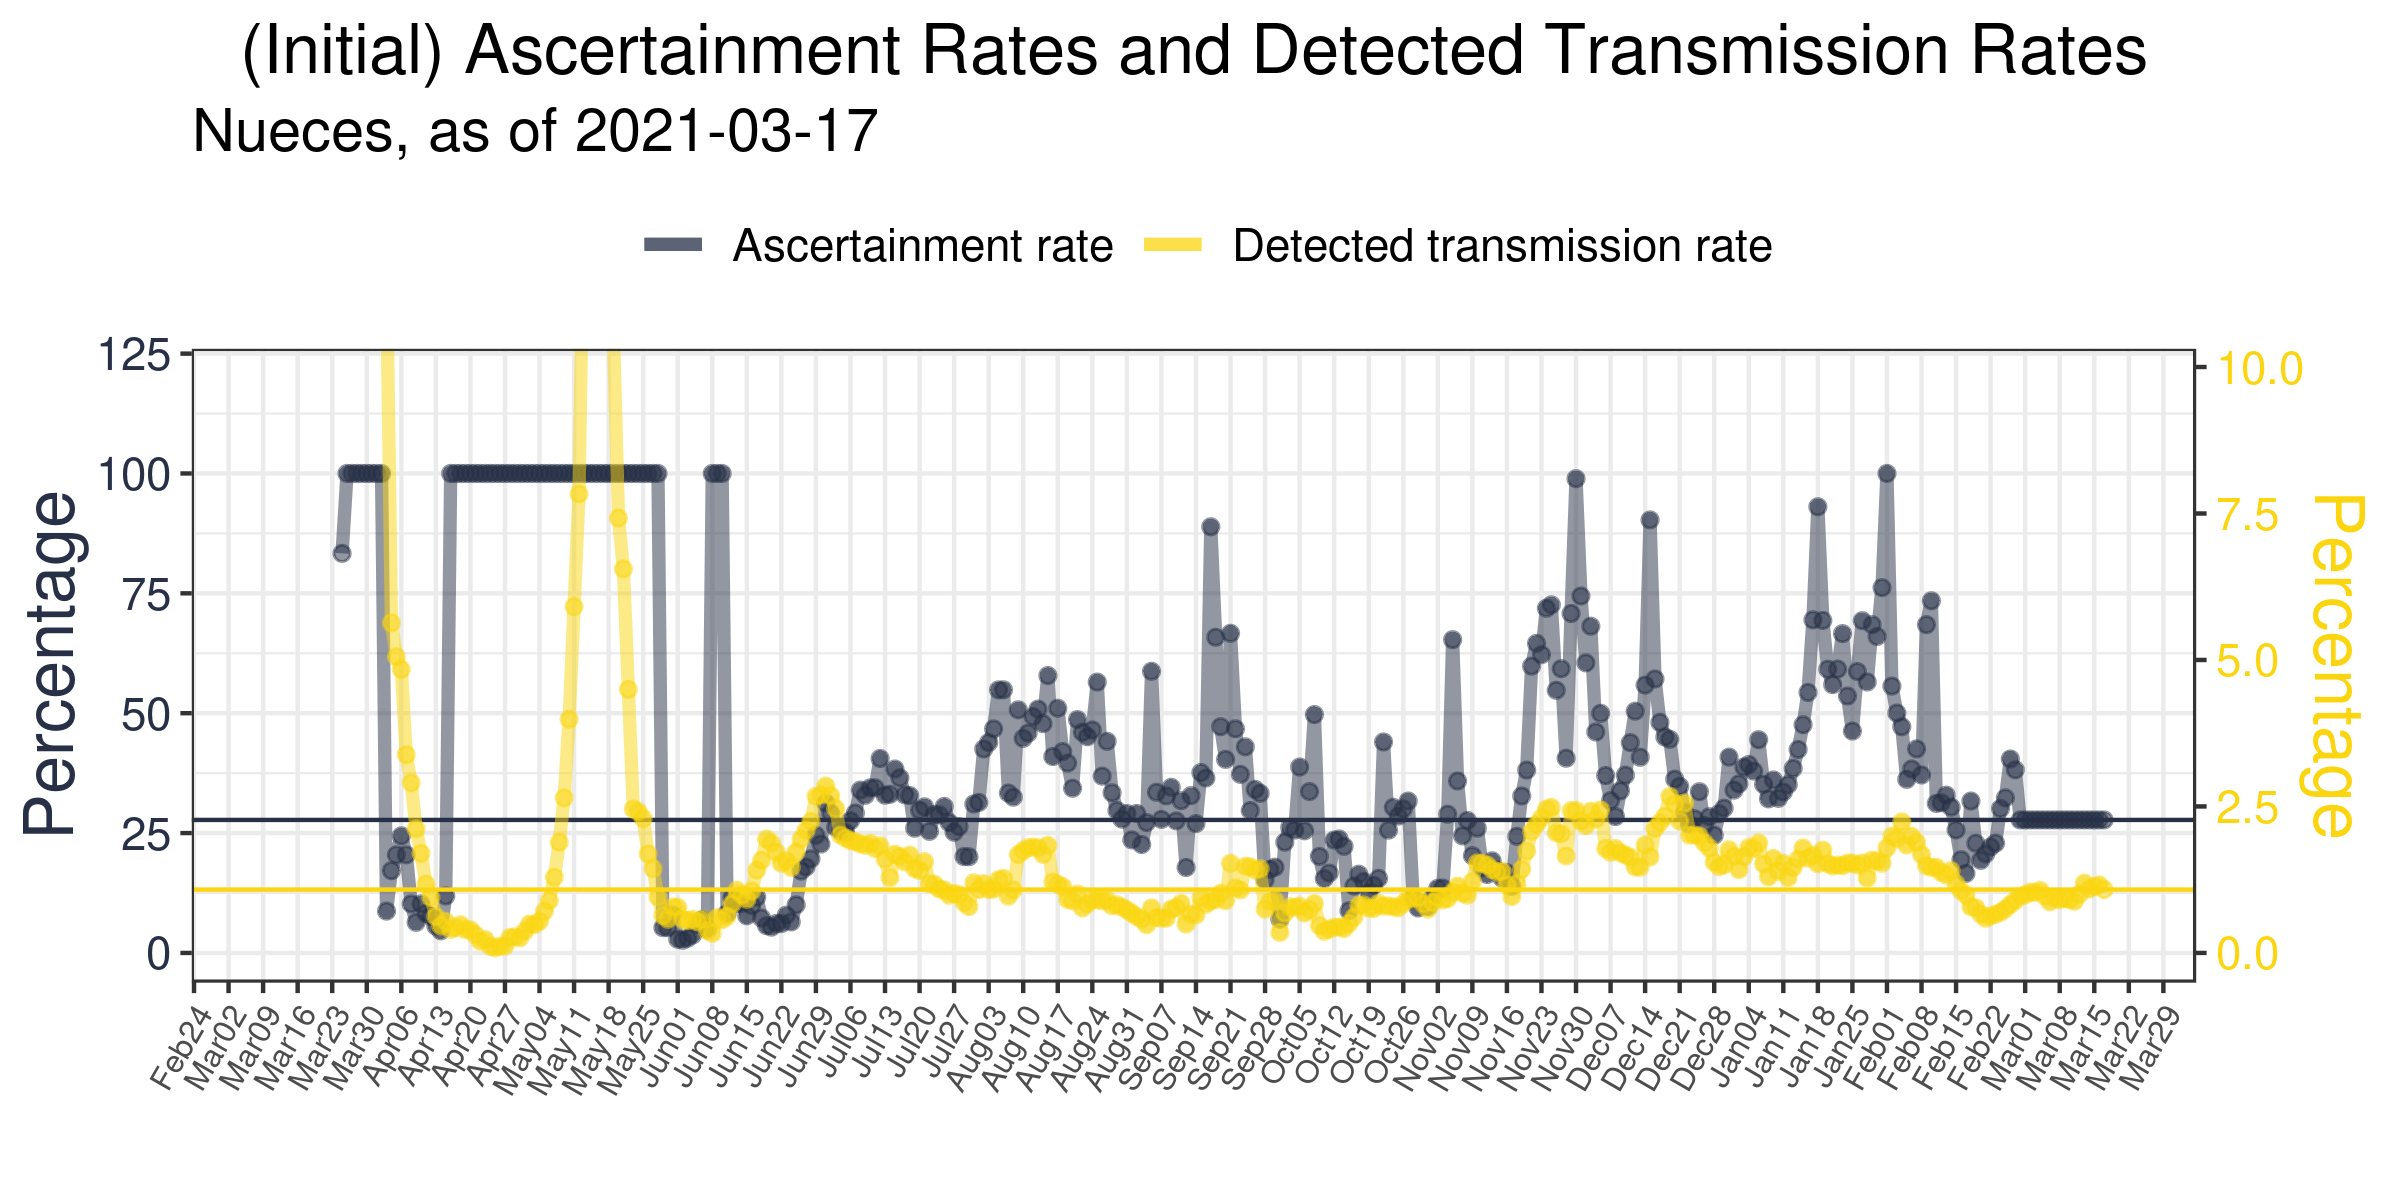 (Initial) Ascertainment Rates and Detected Transmission Rates
Nueces, as of 2021-03-17
Ascertainment rate Detected transmission rate
Percentage
125
100
75
50
25
0
10.0
7.5
5.0
2.5
0.0
Percentage
Feb24 Mar02 Mar09 Mar16 Mar23 Mar30 Apr06 Apr13 Apr20 Apr27 May04 May11 May18 May25 Jun01 Jun08 Jun15 Jun22 Jun29 Jul06 Jul13 Jul20 Jul27 Aug03 Aug10 Aug17 Aug24 Aug31 Sep07 Sep14 Sep21 Sep28 Oct05 Oct12 Oct19 Oct26 Nov02 Nov09 Nov16 Nov23 Nov30 Dec07 Dec14 Dec21 Dec28 Jan04 Jan11 Jan18 Jan25 Feb01 Feb08 Feb15 Feb22 Mar01 Mar08 Mar15 Mar22 Mar29